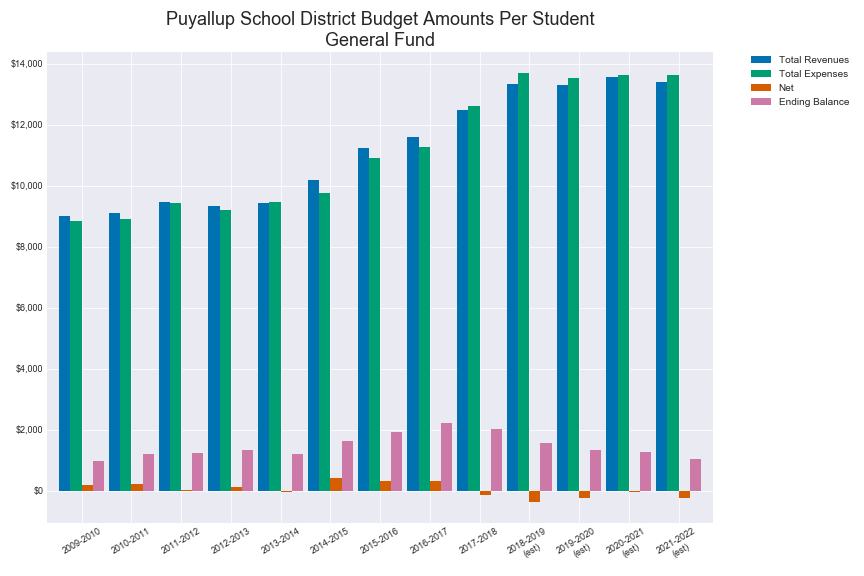 Puyallup School District Budget Amounts Per Student
General Fund
Total Revenues
Total Expenses
Net
Ending Balance
$14,000
$12,000
$10,000
$8,000
$6,000
$4,000
$2,000
$0
2009-2010
2010-2011
2011-2012
2012-2013
2013-2014
2014-2015
2015-2016
2016-2017
2017-2018
2018-2019
(est)
2019-2020
(est)
2020-2021
(est)
2021-2022
(est)